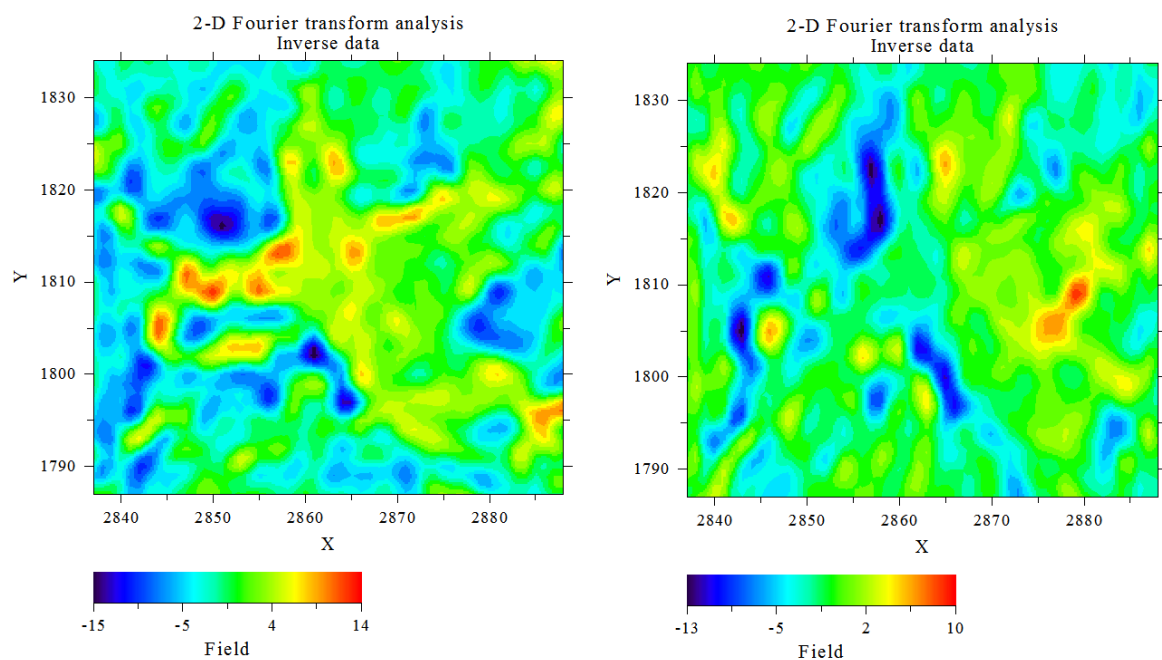 2-D Fourier transform analysis
Inverse data
1830
1820
1810
1800
1790
Y
2840 2850 2860 2870 2880
X
-15 -5 4 14
Field
2-D Fourier transform analysis
Inverse data
1830
1820
1810
1800
1790
Y
2840 2850 2860 2870 2880
X
-13 -5 2 10
Field